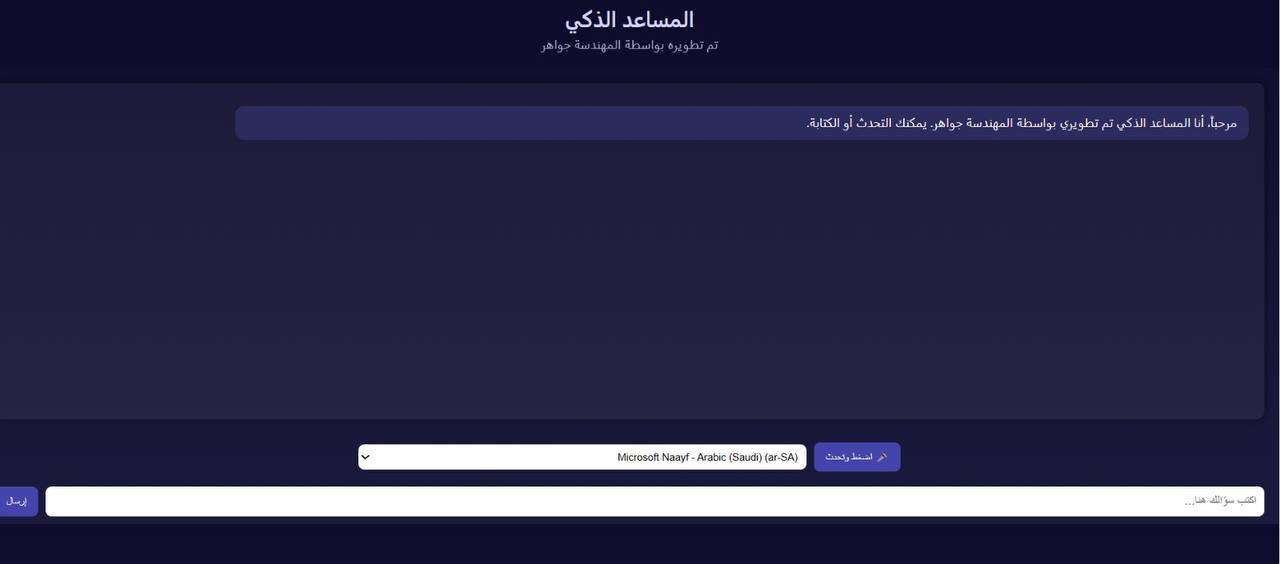 المساعد الذكي
تم تطويره بواسطة المهندسة جواهر
مرحباً، أنا المساعد الذكي تم تطويري بواسطة المهندسة جواهر. يمكنك التحدث أو الكتابة.
🎤 اضغط وتحدث
Microsoft Naayf - Arabic (Saudi) (ar-SA)
اكتب سؤالك هنا...
إرسال